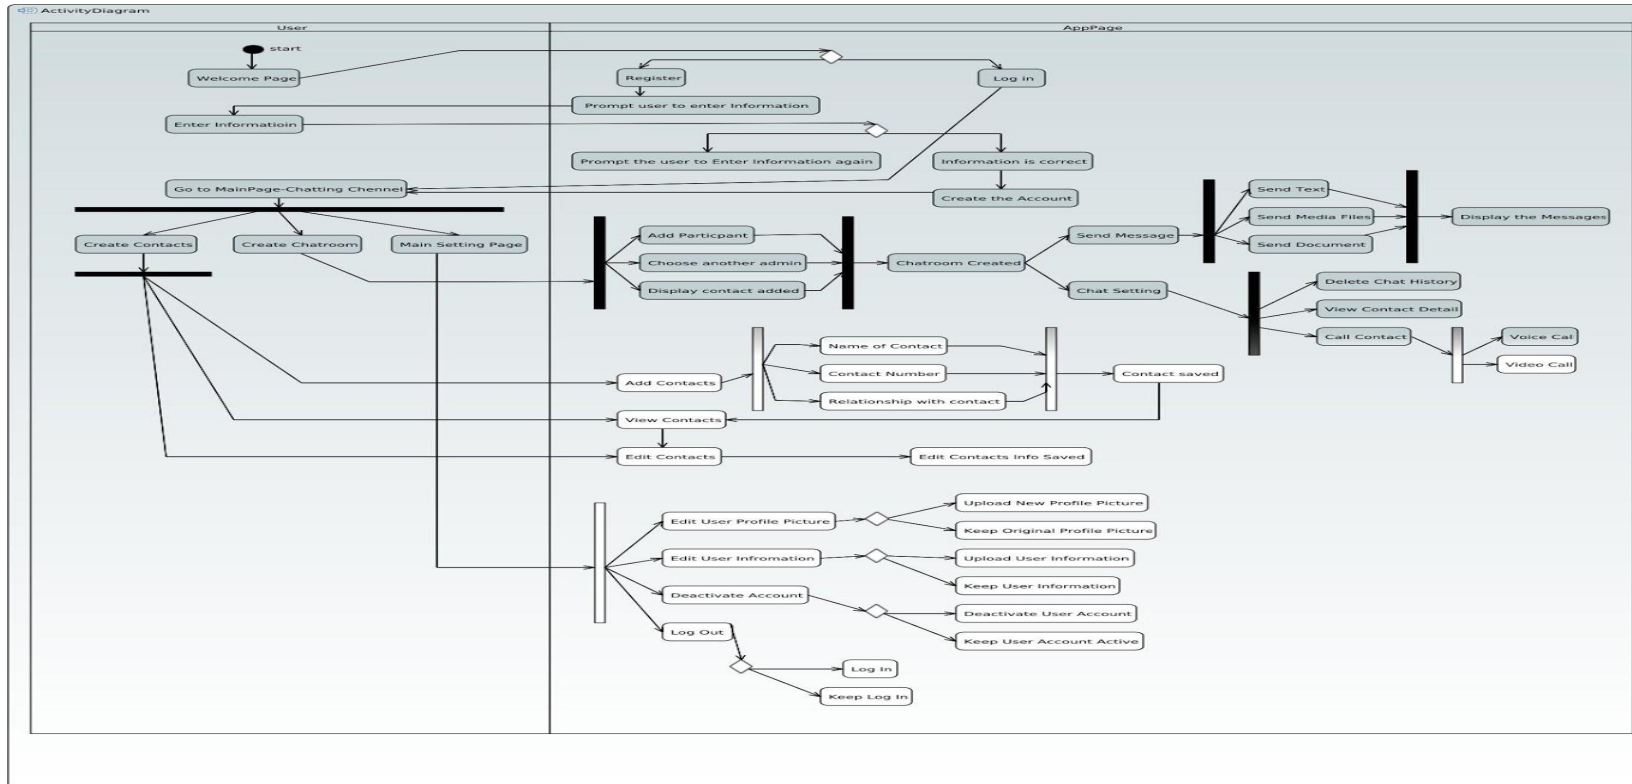 ActivityDiagram
User
AppPage
start
Welcome Page
Register
Log in
Prompt user to enter Information
Enter Informatioin
Prompt the user to Enter Information again
Information is correct
Go to MainPage-Chatting Chennel
Create the Account
Create Contacts
Create Chatroom
Main Setting Page
Add Particpant
Choose another admin
Display contact added
Chatroom Created
Send Message
Chat Setting
Send Text
Send Media Files
Send Document
Display the Messages
Delete Chat History
View Contact Detail
Call Contact
Voice Cal
Video Call
Add Contacts
Name of Contact
Contact Number
Relationship with contact
Contact saved
View Contacts
Edit Contacts
Edit Contacts Info Saved
Edit User Profile Picture
Upload New Profile Picture
Keep Original Profile Picture
Edit User Infromation
Upload User Information
Keep User Information
Deactivate Account
Deactivate User Account
Keep User Account Active
Log Out
Log In
Keep Log In